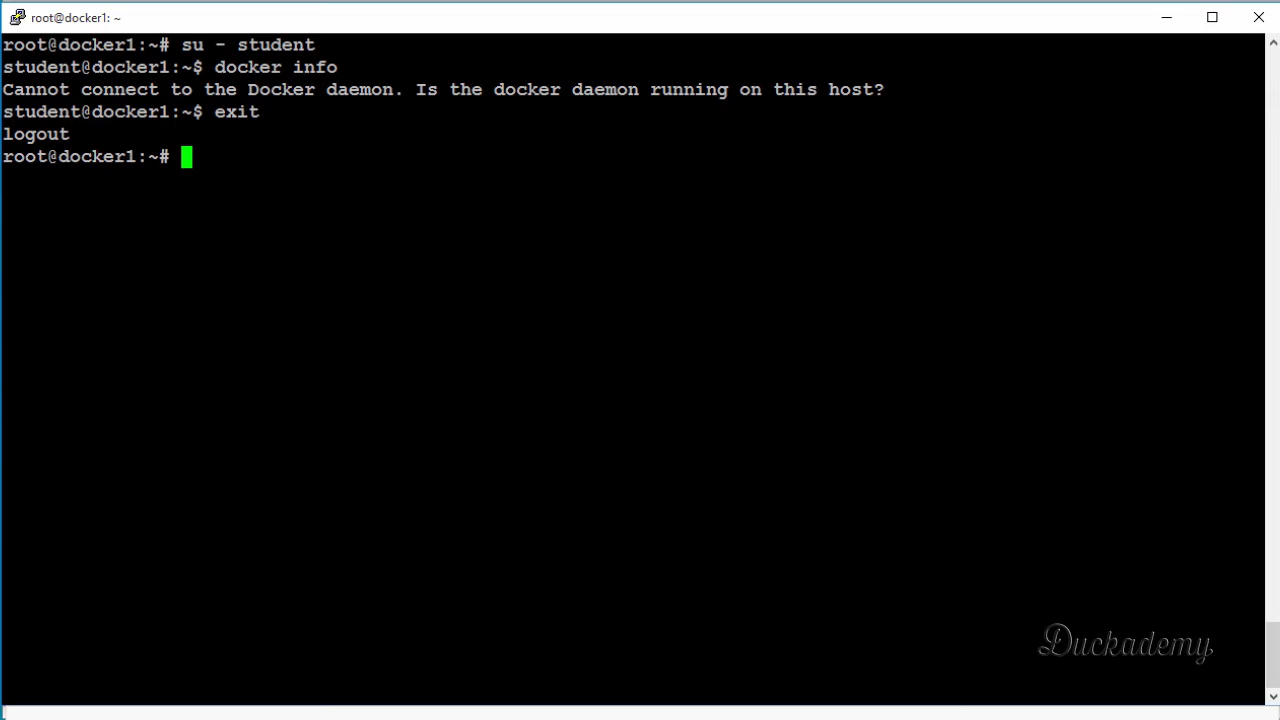 root@docker1: ~
root@docker1:~# su - student
student@docker1:~$ docker info
Cannot connect to the Docker daemon. Is the docker daemon running on this host?
student@docker1:~$ exit
logout
root@docker1:~#
Duckademy